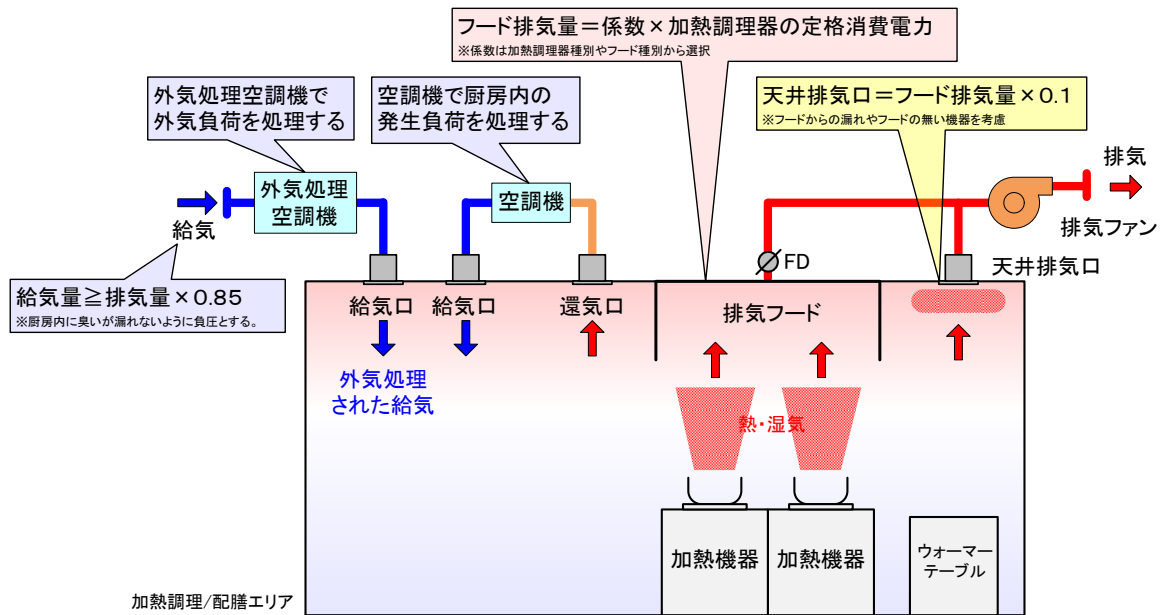 フード排気量＝係数×加熱調理器の定格消費電力
※係数は加熱調理器種別やフード種別から選択
外気処理空調機で
外気負荷を処理する
空調機で厨房内の
発生負荷を処理する
天井排気口＝フード排気量×0.1
※フードからの漏れやフードの無い機器を考慮
外気処理
空調機
空調機
給気
排気
排気ファン
FD
天井排気口
給気量≧排気量×0.85
※厨房内に臭いが漏れないように負圧とする。
給気口
給気口
還気口
排気フード
外気処理
された給気
熱・湿気
加熱機器
加熱機器
ウォーマー
テーブル
加熱調理/配膳エリア